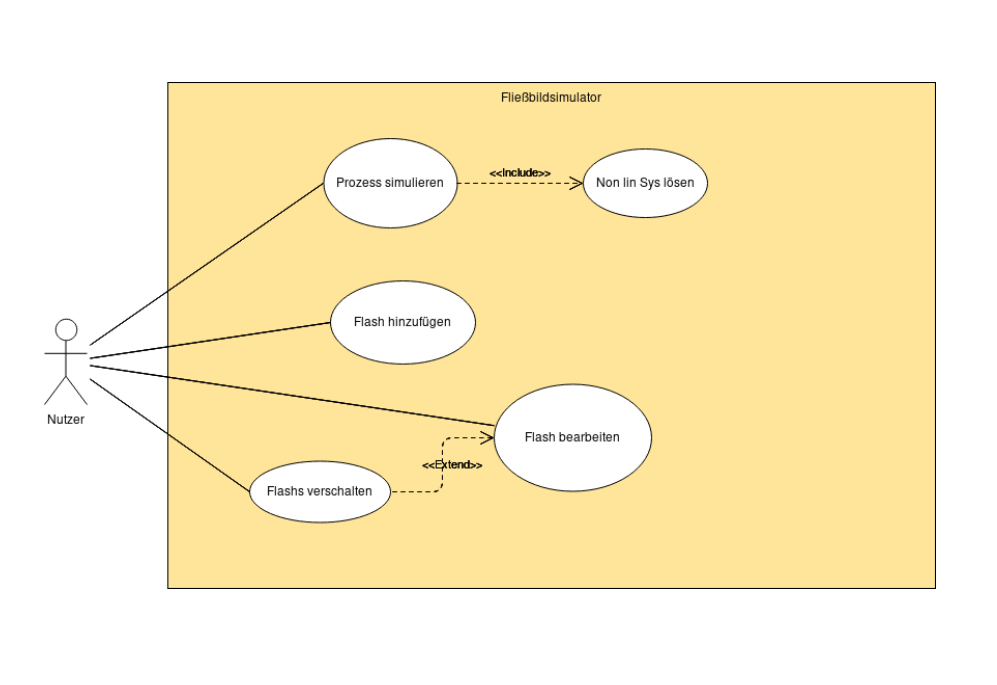 Fließbildsimulator
Prozess simulieren
<<Include>>
Non lin Sys lösen
Flash hinzufügen
Nutzer
Flash bearbeiten
<<Extend>>
Flashs verschalten